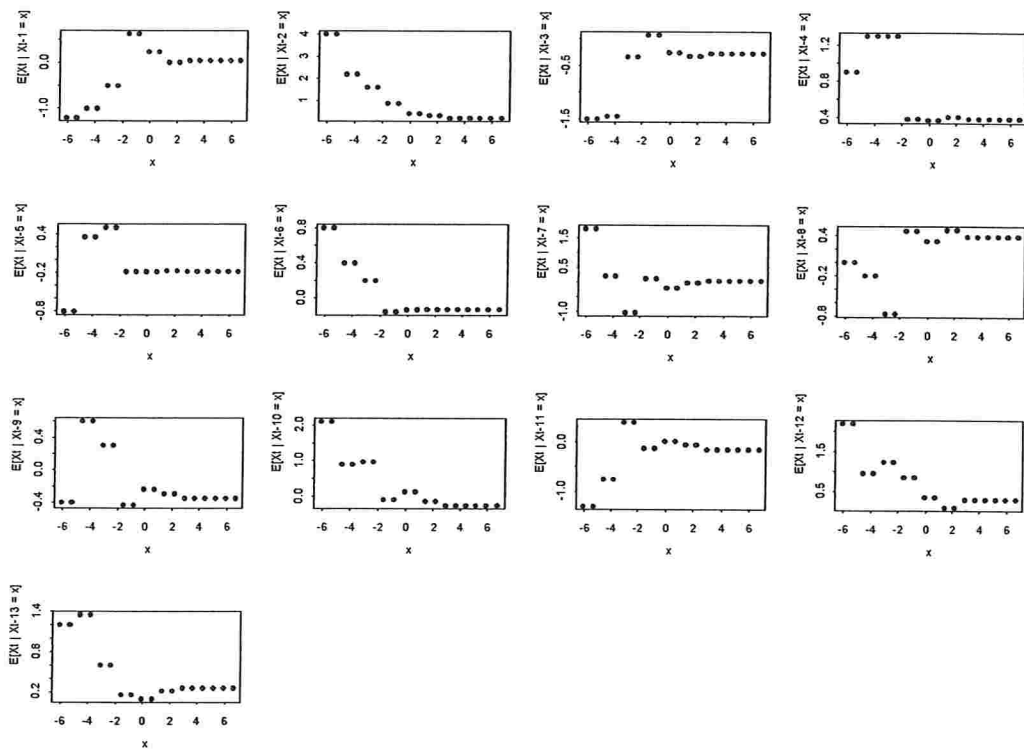 E[Xt | Xt-1 = x]
0.0
-1.0
-6 -4 -2 0 2 4 6
x
E[Xt | Xt-2 = x]
4
3
2
1
-6 -4 -2 0 2 4 6
x
E[Xt | Xt-3 = x]
-0.5
-1.5
-6 -4 -2 0 2 4 6
x
E[Xt | Xt-4 = x]
1.2
0.8
0.4
-6 -4 -2 0 2 4 6
x
E[Xt | Xt-5 = x]
0.4
-0.2
-0.8
-6 -4 -2 0 2 4 6
x
E[Xt | Xt-6 = x]
0.8
0.4
0.0
-6 -4 -2 0 2 4 6
x
E[Xt | Xt-7 = x]
1.5
0.5
-1.0
-6 -4 -2 0 2 4 6
x
E[Xt | Xt-8 = x]
0.4
-0.2
-0.8
-6 -4 -2 0 2 4 6
x
E[Xt | Xt-9 = x]
0.4
0.0
-0.4
-6 -4 -2 0 2 4 6
x
E[Xt | Xt-10 = x]
2.0
1.0
0.0
-6 -4 -2 0 2 4 6
x
E[Xt | Xt-11 = x]
0.0
-1.0
-6 -4 -2 0 2 4 6
x
E[Xt | Xt-12 = x]
1.5
0.5
-6 -4 -2 0 2 4 6
x
E[Xt | Xt-13 = x]
1.4
0.8
0.2
-6 -4 -2 0 2 4 6
x